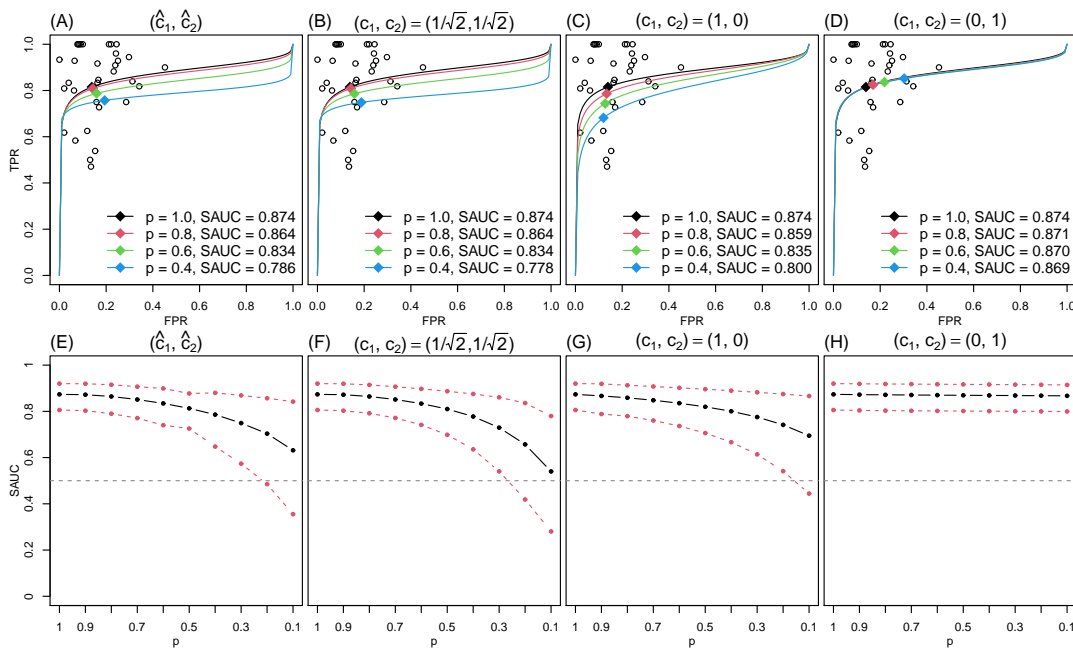 (A) (ĉ₁, ĉ₂)
(B) (c₁, c₂) = (1/√2,1/√2)
(C) (c₁, c₂) = (1, 0)
(D) (c₁, c₂) = (0, 1)
TPR
1.0
0.8
0.6
0.4
0.2
0.0
p = 1.0, SAUC = 0.874
p = 0.8, SAUC = 0.864
p = 0.6, SAUC = 0.834
p = 0.4, SAUC = 0.786
p = 1.0, SAUC = 0.874
p = 0.8, SAUC = 0.864
p = 0.6, SAUC = 0.834
p = 0.4, SAUC = 0.778
p = 1.0, SAUC = 0.874
p = 0.8, SAUC = 0.859
p = 0.6, SAUC = 0.835
p = 0.4, SAUC = 0.800
p = 1.0, SAUC = 0.874
p = 0.8, SAUC = 0.871
p = 0.6, SAUC = 0.870
p = 0.4, SAUC = 0.869
0.0 0.2 0.4 0.6 0.8 1.0
0.0 0.2 0.4 0.6 0.8 1.0
0.0 0.2 0.4 0.6 0.8 1.0
0.0 0.2 0.4 0.6 0.8 1.0
FPR
FPR
FPR
FPR
(E) (ĉ₁, ĉ₂)
(F) (c₁, c₂) = (1/√2,1/√2)
(G) (c₁, c₂) = (1, 0)
(H) (c₁, c₂) = (0, 1)
SAUC
1
0.8
0.6
0.4
0.2
0
1 0.9 0.7 0.5 0.3 0.1
1 0.9 0.7 0.5 0.3 0.1
1 0.9 0.7 0.5 0.3 0.1
1 0.9 0.7 0.5 0.3 0.1
p
p
p
p